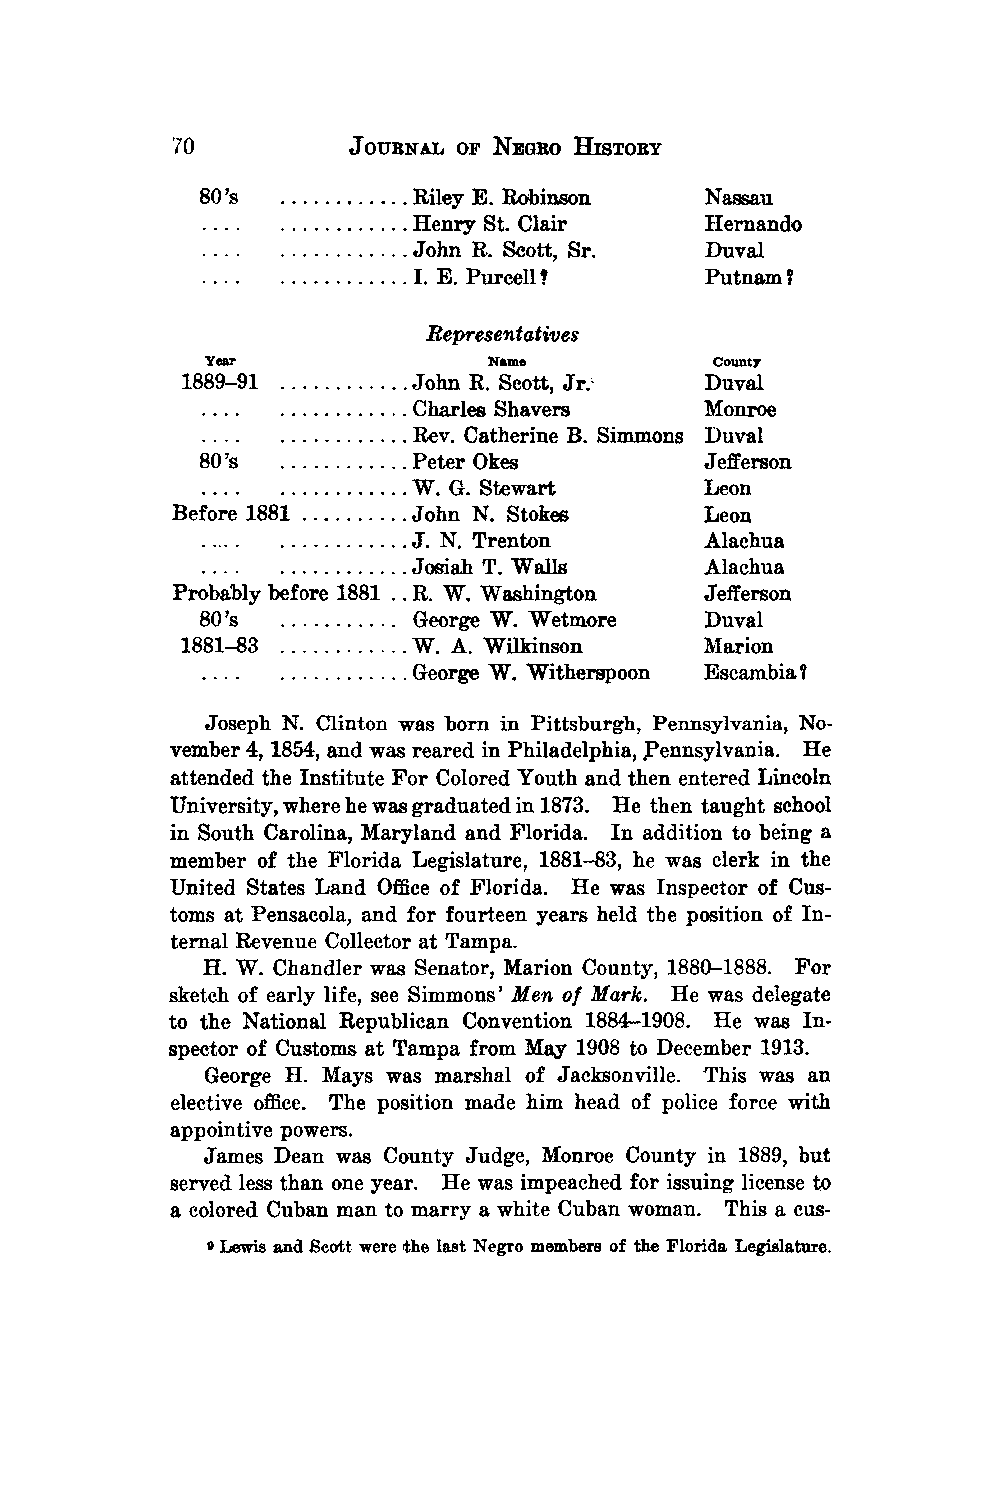 70 JOURNAL OF NEGRO HISTORY
80's ............ Riley E. Robinson Nassau
.... ............ Henry St. Clair Hernando
.... ............ John R. Scott, Sr. Duval
.... ............ I. E. Purcell? Putnam?
Representatives
Year Name County
1889–91 ............ John R. Scott, Jr. Duval
.... ............ Charles Shavers Monroe
.... ............ Rev. Catherine B. Simmons Duval
80's ............ Peter Okes Jefferson
.... ............ W. G. Stewart Leon
Before 1881 .......... John N. Stokes Leon
.... ............ J. N. Trenton Alachua
.... ............ Josiah T. Walls Alachua
Probably before 1881 .. R. W. Washington Jefferson
80's ........... George W. Wetmore Duval
1881–83 ............ W. A. Wilkinson Marion
.... ............ George W. Witherspoon Escambia?
Joseph N. Clinton was born in Pittsburgh, Pennsylvania, No-
vember 4, 1854, and was reared in Philadelphia, Pennsylvania. He
attended the Institute For Colored Youth and then entered Lincoln
University, where he was graduated in 1873. He then taught school
in South Carolina, Maryland and Florida. In addition to being a
member of the Florida Legislature, 1881–83, he was clerk in the
United States Land Office of Florida. He was Inspector of Cus-
toms at Pensacola, and for fourteen years held the position of In-
ternal Revenue Collector at Tampa.
H. W. Chandler was Senator, Marion County, 1880–1888. For
sketch of early life, see Simmons' Men of Mark. He was delegate
to the National Republican Convention 1884–1908. He was In-
spector of Customs at Tampa from May 1908 to December 1913.
George H. Mays was marshal of Jacksonville. This was an
elective office. The position made him head of police force with
appointive powers.
James Dean was County Judge, Monroe County in 1889, but
served less than one year. He was impeached for issuing license to
a colored Cuban man to marry a white Cuban woman. This a cus-
9 Lewis and Scott were the last Negro members of the Florida Legislature.